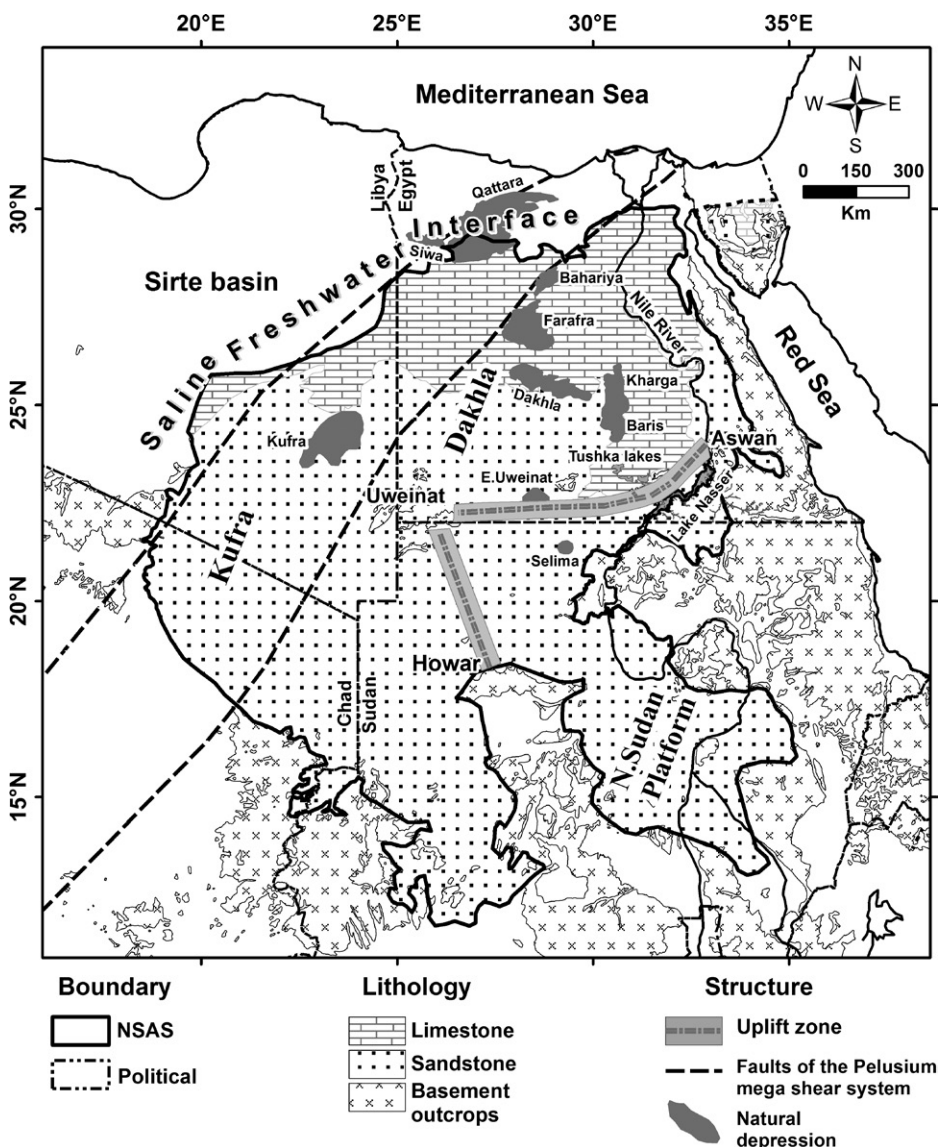 20°E 25°E 30°E 35°E
Mediterranean Sea
N
W E
S
0 150 300
Km
30°N
25°N
20°N
15°N
Libya
Egypt
Qattara
Saline Freshwater Interface
Siwa
Sirte basin
Bahariya
Farafra
Nile River
Red Sea
Dakhla
Dakhla
Kharga
Baris
Kufra
Aswan
Tushka lakes
E.Uweinat
Uweinat
Lake Nasser
Kufra
Selima
Howar
Chad
Sudan
N.Sudan
Platform
Boundary
NSAS
Political
Lithology
Limestone
Sandstone
Basement
outcrops
Structure
Uplift zone
Faults of the Pelusium
mega shear system
Natural
depression